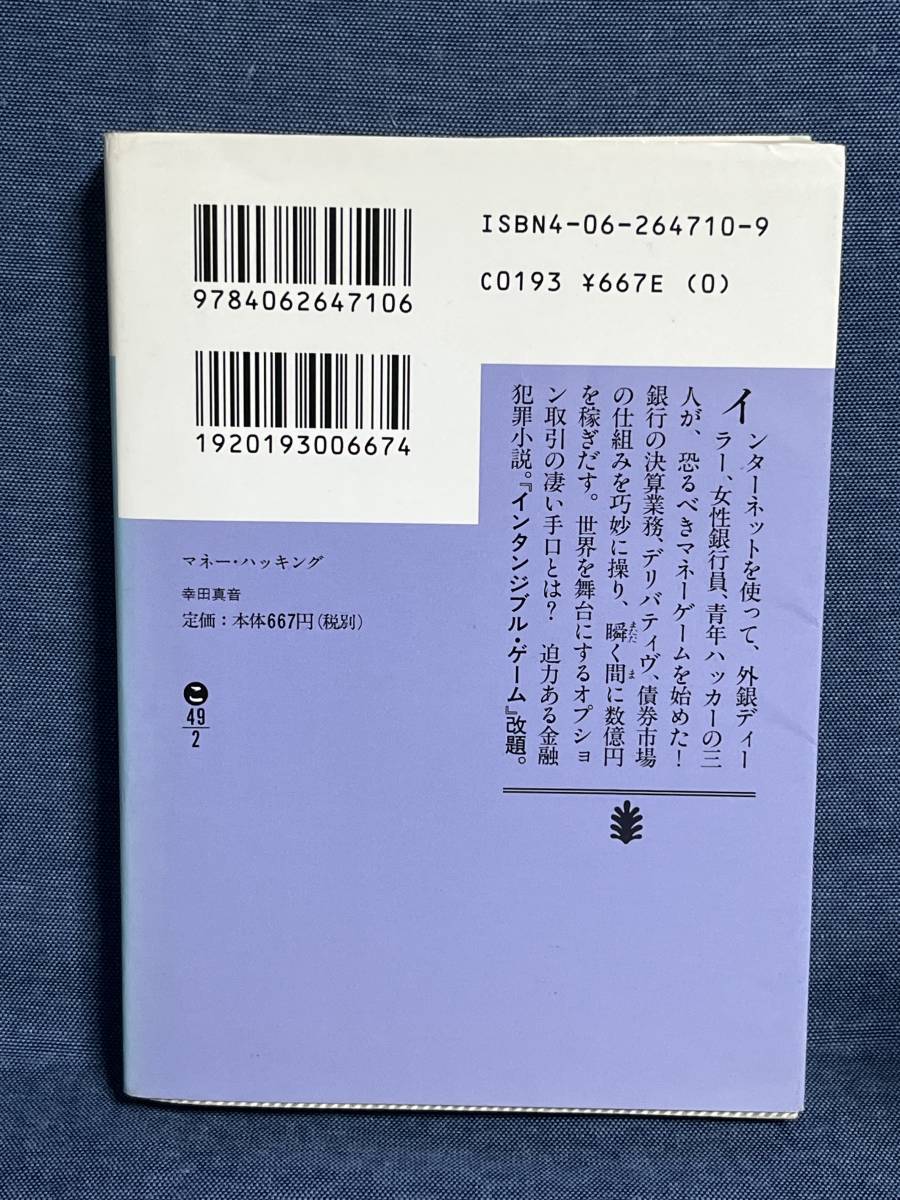 9784062647106
ISBN4-06-264710-9
C0193 ¥667E (0)
1920193006674
インターネットを使って、外銀ディー
ラー、女性銀行員、青年ハッカーの三
人が、恐るべきマネーゲームを始めた!
銀行の決算業務、デリバティヴ、債券市場
の仕組みを巧妙に操り、瞬く間に数億円
を稼ぎだす。世界を舞台にするオプショ
ン取引の凄い手口とは? 迫力ある金融
犯罪小説。『インタンジブル・ゲーム』改題。
またた
ま
マネー・ハッキング
幸田真音
定価:本体667円(税別)
こ
49
2